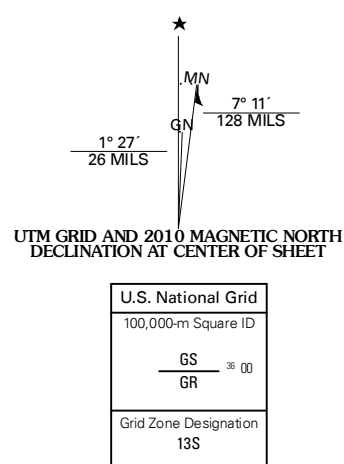 ★
MN
GN
7° 11´
128 MILS
1° 27´
26 MILS
UTM GRID AND 2010 MAGNETIC NORTH
DECLINATION AT CENTER OF SHEET
U.S. National Grid
100,000-m Square ID
GS
36 00
GR
Grid Zone Designation
13S